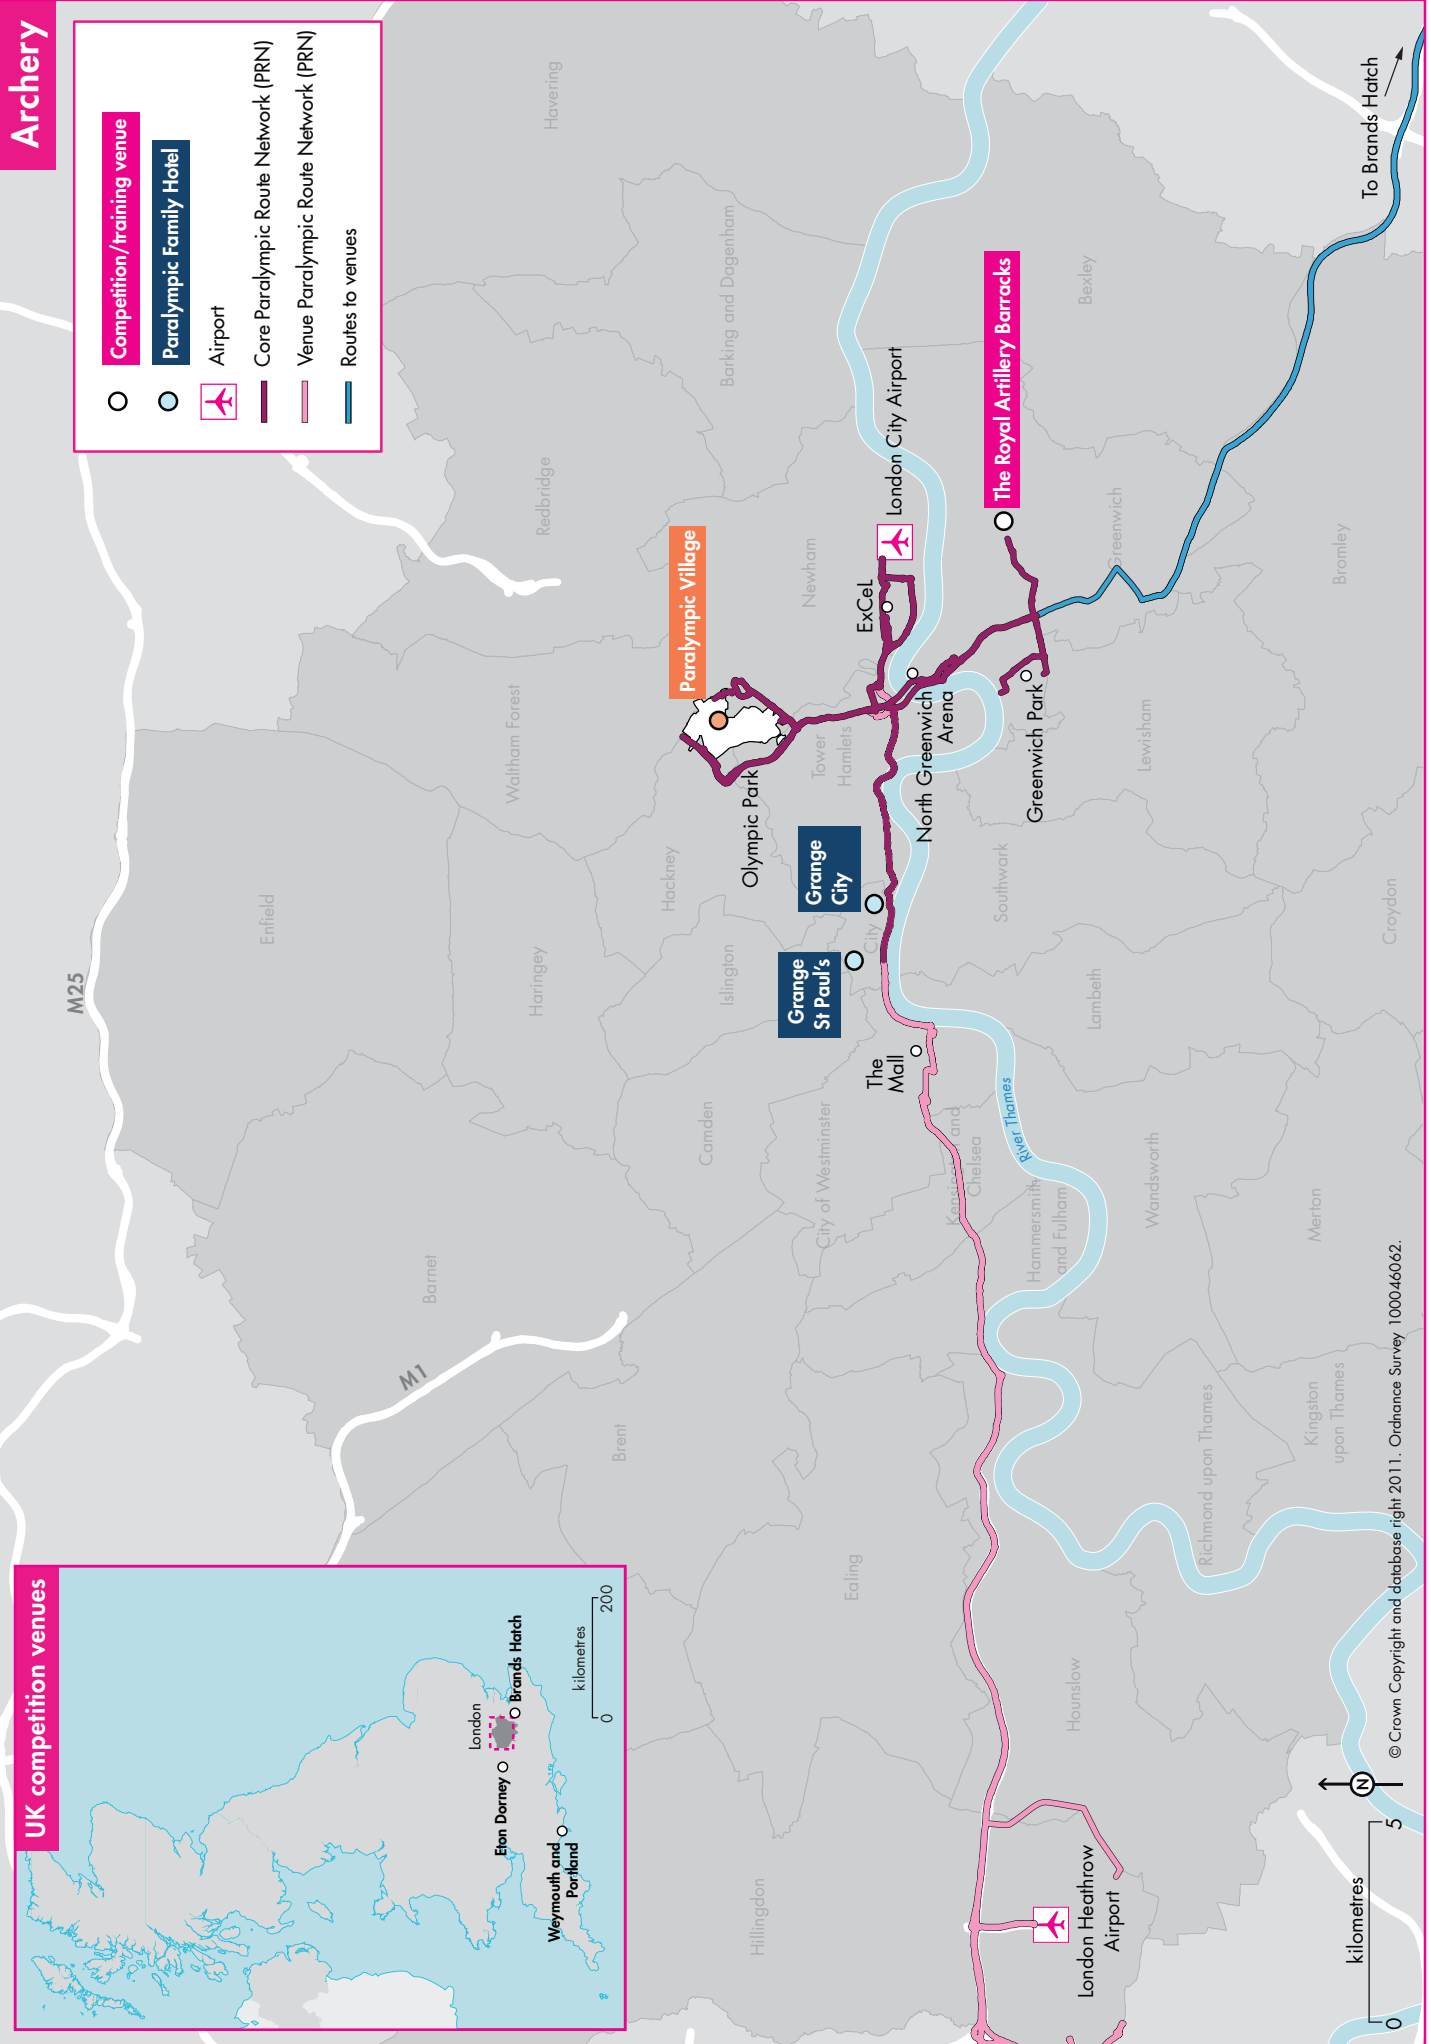 Archery
Competition/training venue
Paralympic Family Hotel
Airport
Core Paralympic Route Network (PRN)
Venue Paralympic Route Network (PRN)
Routes to venues
UK competition venues
London
Eton Dorney
Brands Hatch
Weymouth and
Portland
kilometres
0
200
M25
M1
Enfield
Barnet
Haringey
Waltham Forest
Redbridge
Havering
Brent
Camden
Islington
Hackney
Barking and Dagenham
Newham
Tower
Hamlets
City of Westminster
City
Kensington and
Chelsea
Hammersmith
and Fulham
Ealing
Hillingdon
Hounslow
Richmond upon Thames
Kingston
upon Thames
Merton
Wandsworth
Lambeth
Southwark
Lewisham
Greenwich
Bexley
Bromley
Croydon
Paralympic Village
Olympic Park
Grange
City
Grange
St Paul's
The
Mall
ExCeL
London City Airport
The Royal Artillery Barracks
North Greenwich
Arena
Greenwich Park
River Thames
London Heathrow
Airport
To Brands Hatch
kilometres
0
5
N
© Crown Copyright and database right 2011. Ordnance Survey 100046062.